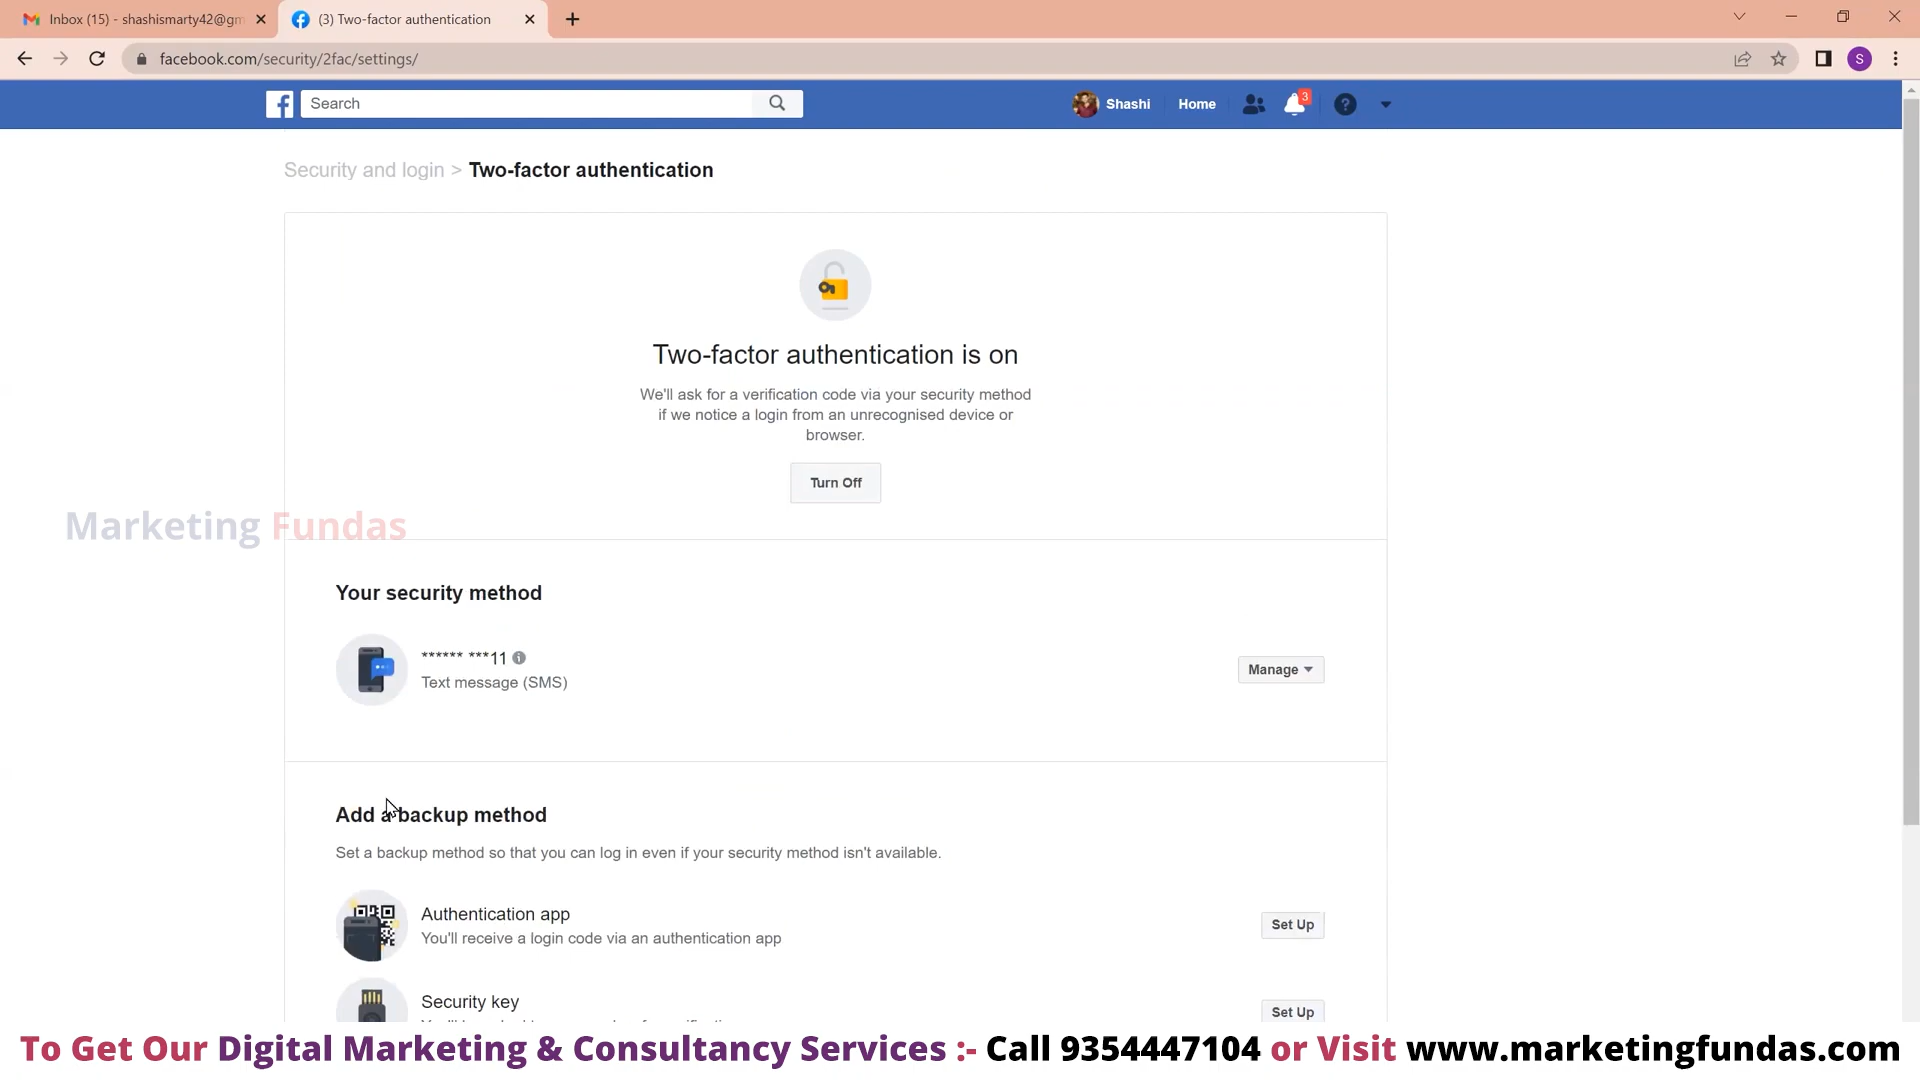 Inbox (15) - shashismarty42@gm
(3) Two-factor authentication
facebook.com/security/2fac/settings/
S
Search
Shashi
Home
3
Security and login > Two-factor authentication
Two-factor authentication is on
We'll ask for a verification code via your security method
if we notice a login from an unrecognised device or
browser.
Turn Off
Marketing Fundas
Your security method
****** ***11
Text message (SMS)
Manage
Add a backup method
Set a backup method so that you can log in even if your security method isn't available.
Authentication app
You'll receive a login code via an authentication app
Set Up
Security key
Set Up
To Get Our Digital Marketing & Consultancy Services :- Call 9354447104 or Visit www.marketingfundas.com